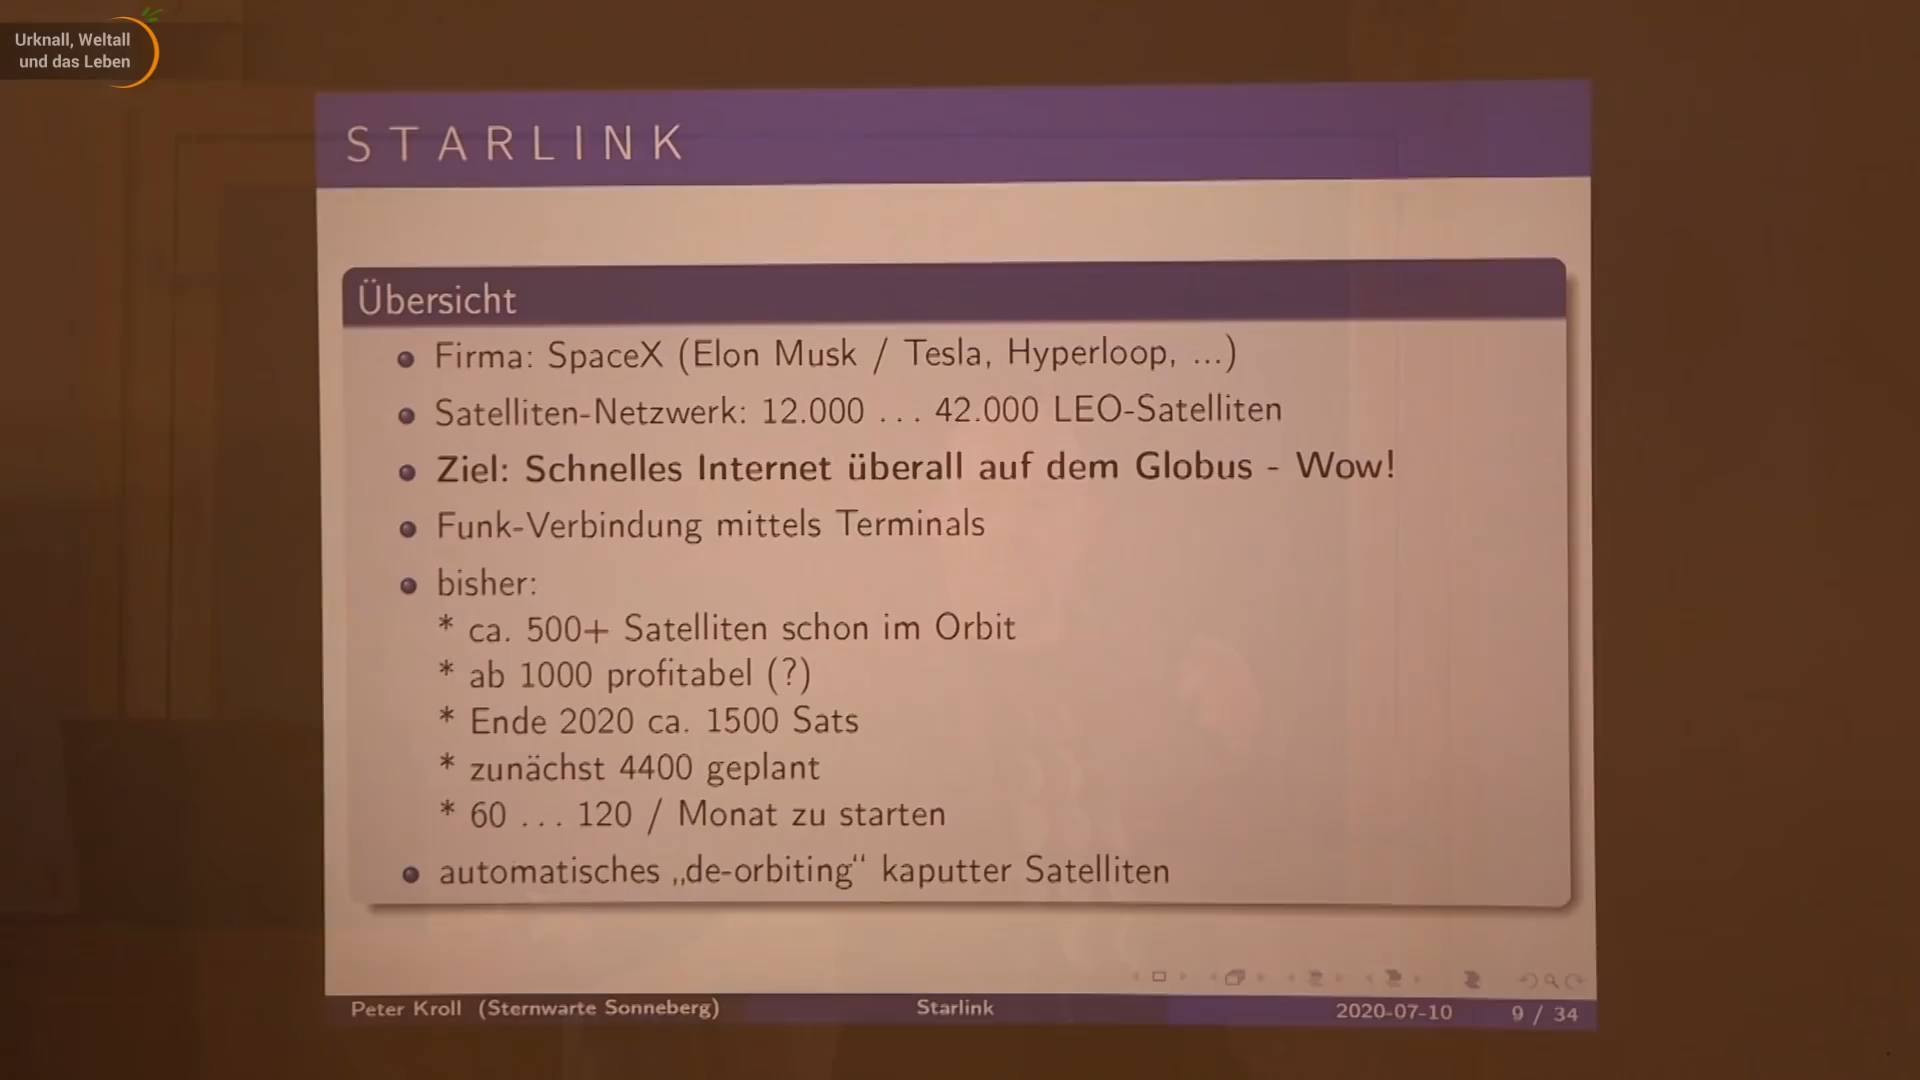 Urknall, Weltall
und das Leben
STARLINK
Übersicht
Firma: SpaceX (Elon Musk / Tesla, Hyperloop, ...)
Satelliten-Netzwerk: 12.000 ... 42.000 LEO-Satelliten
Ziel: Schnelles Internet überall auf dem Globus - Wow!
Funk-Verbindung mittels Terminals
bisher:
* ca. 500+ Satelliten schon im Orbit
* ab 1000 profitabel (?)
* Ende 2020 ca. 1500 Sats
* zunächst 4400 geplant
* 60 ... 120 / Monat zu starten
automatisches „de-orbiting“ kaputter Satelliten
Peter Kroll (Sternwarte Sonneberg) Starlink 2020-07-10 9 / 34